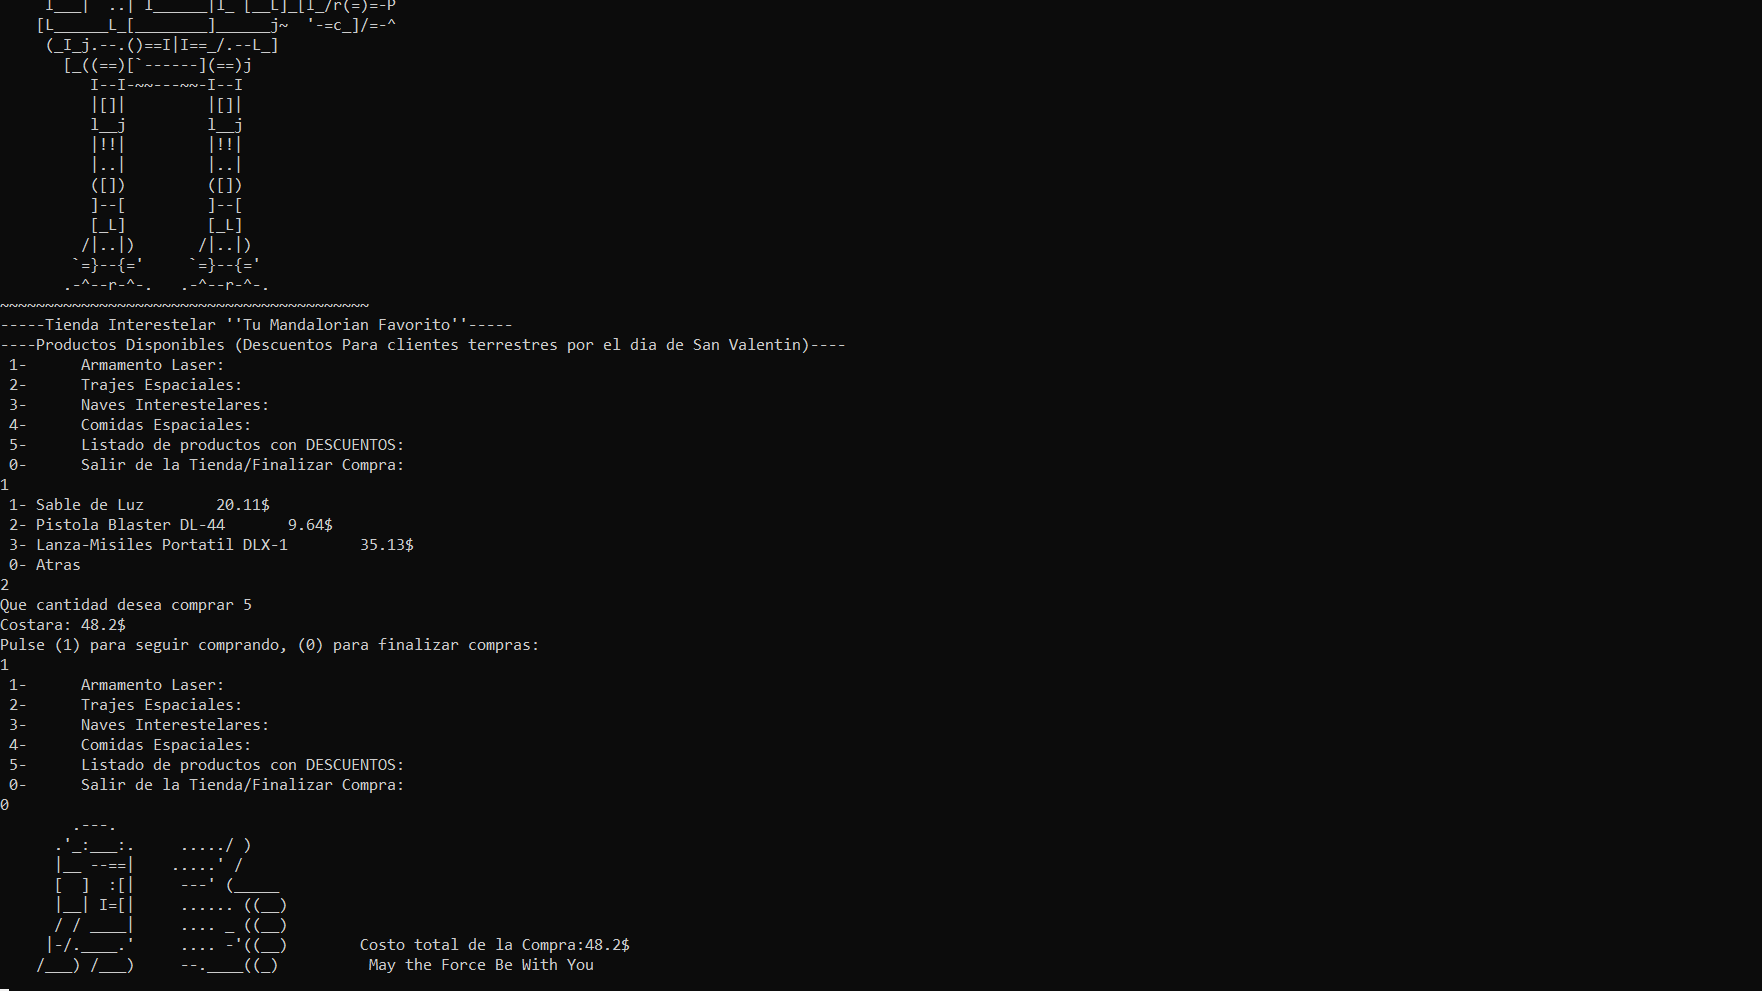 I___|  ..| I______|I_ [__L]_[I_/r(=)=-P
    [L______L_[________]______j~  '-=c_]/=-^
     (_I_j.--.()==I|I==_/.--L_]
       [_((==)[`------](==)j
          I--I-~~---~~-I--I
          |[]|         |[]|
          l__j         l__j
          |!!|         |!!|
          |..|         |..|
          ([])         ([])
          ]--[         ]--[
          [_L]         [_L]
         /|..|)       /|..|)
        `=}--{='     `=}--{='
       .-^--r-^-.   .-^--r-^-.
~~~~~~~~~~~~~~~~~~~~~~~~~~~~~~~~~~~~~~~~~
-----Tienda Interestelar ''Tu Mandalorian Favorito''-----
----Productos Disponibles (Descuentos Para clientes terrestres por el dia de San Valentin)----
 1-      Armamento Laser:
 2-      Trajes Espaciales:
 3-      Naves Interestelares:
 4-      Comidas Espaciales:
 5-      Listado de productos con DESCUENTOS:
 0-      Salir de la Tienda/Finalizar Compra:
1
 1- Sable de Luz        20.11$
 2- Pistola Blaster DL-44       9.64$
 3- Lanza-Misiles Portatil DLX-1        35.13$
 0- Atras
2
Que cantidad desea comprar 5
Costara: 48.2$
Pulse (1) para seguir comprando, (0) para finalizar compras:
1
 1-      Armamento Laser:
 2-      Trajes Espaciales:
 3-      Naves Interestelares:
 4-      Comidas Espaciales:
 5-      Listado de productos con DESCUENTOS:
 0-      Salir de la Tienda/Finalizar Compra:
0
        .---.
      .'_:___:.     ...../ )
      |__ --==|    .....' /
      [  ]  :[|     ---' (_____
      |__| I=[|     ...... ((__)
      / / ____|     .... _ ((__)
     |-/.____.'     .... -'((__)        Costo total de la Compra:48.2$
    /___) /___)     --.____((_)          May the Force Be With You